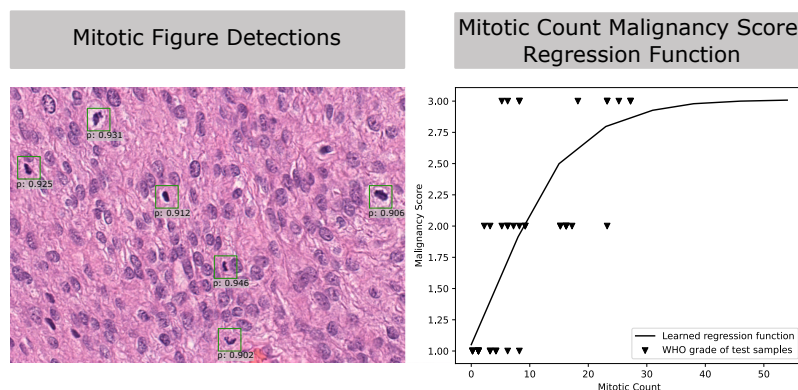 Mitotic Figure Detections
Mitotic Count Malignancy Score
Regression Function
p: 0.931
p: 0.925
p: 0.912
p: 0.906
p: 0.946
p: 0.902
Malignancy Score
3.00
2.75
2.50
2.25
2.00
1.75
1.50
1.25
1.00
Learned regression function
WHO grade of test samples
0
10
20
30
40
50
Mitotic Count